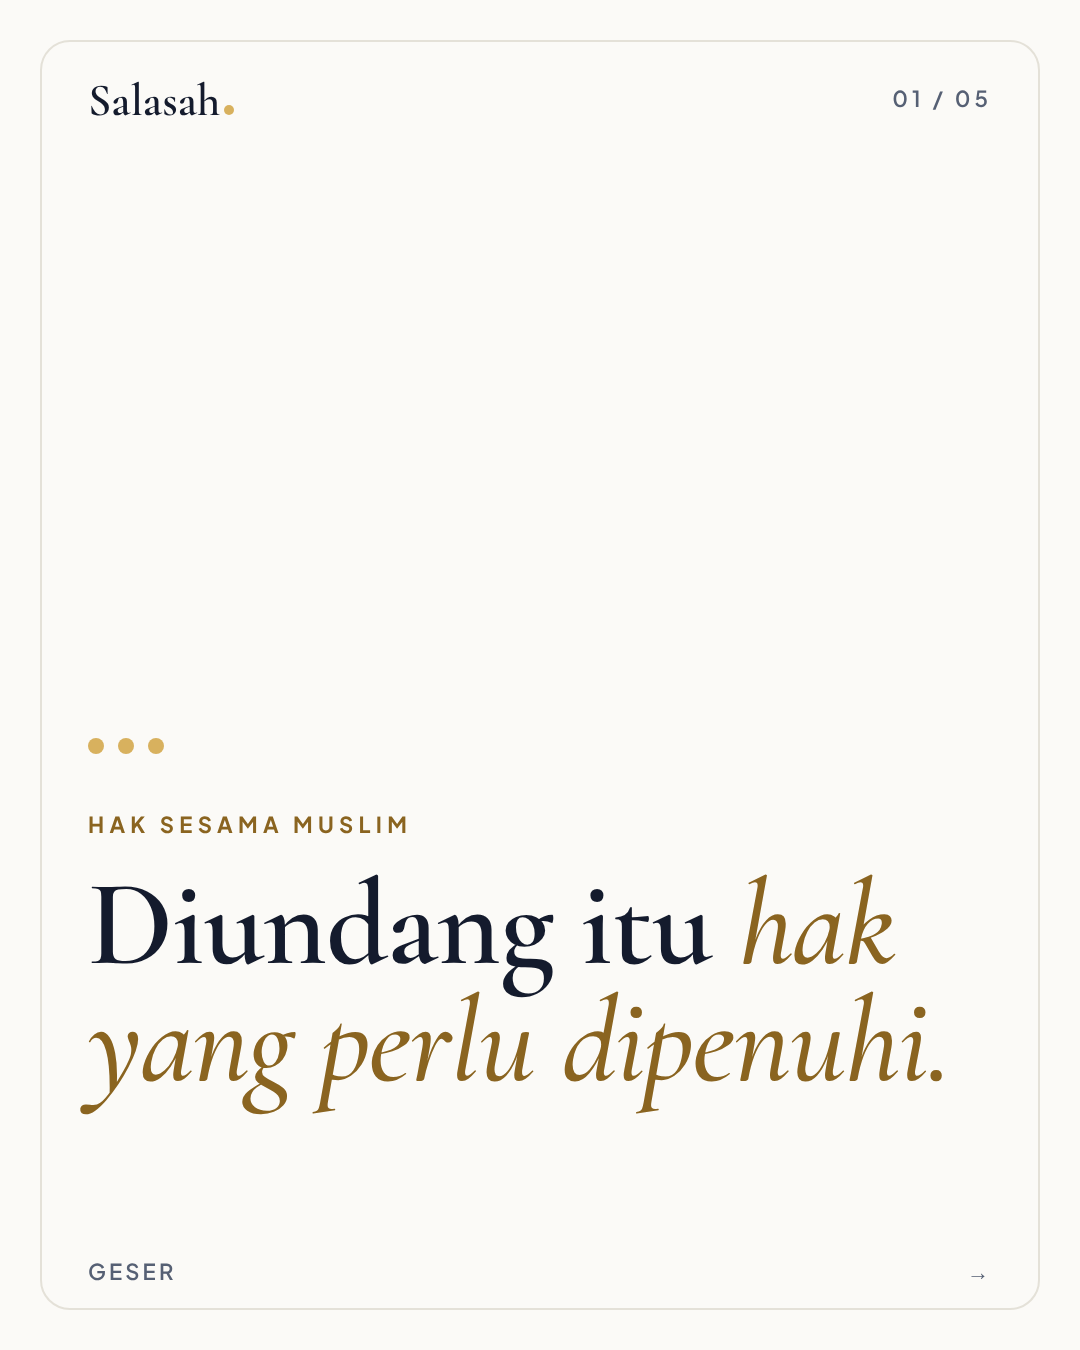 Salasah.
01 / 05
HAK SESAMA MUSLIM
Diundang itu hak
yang perlu dipenuhi.
GESER →